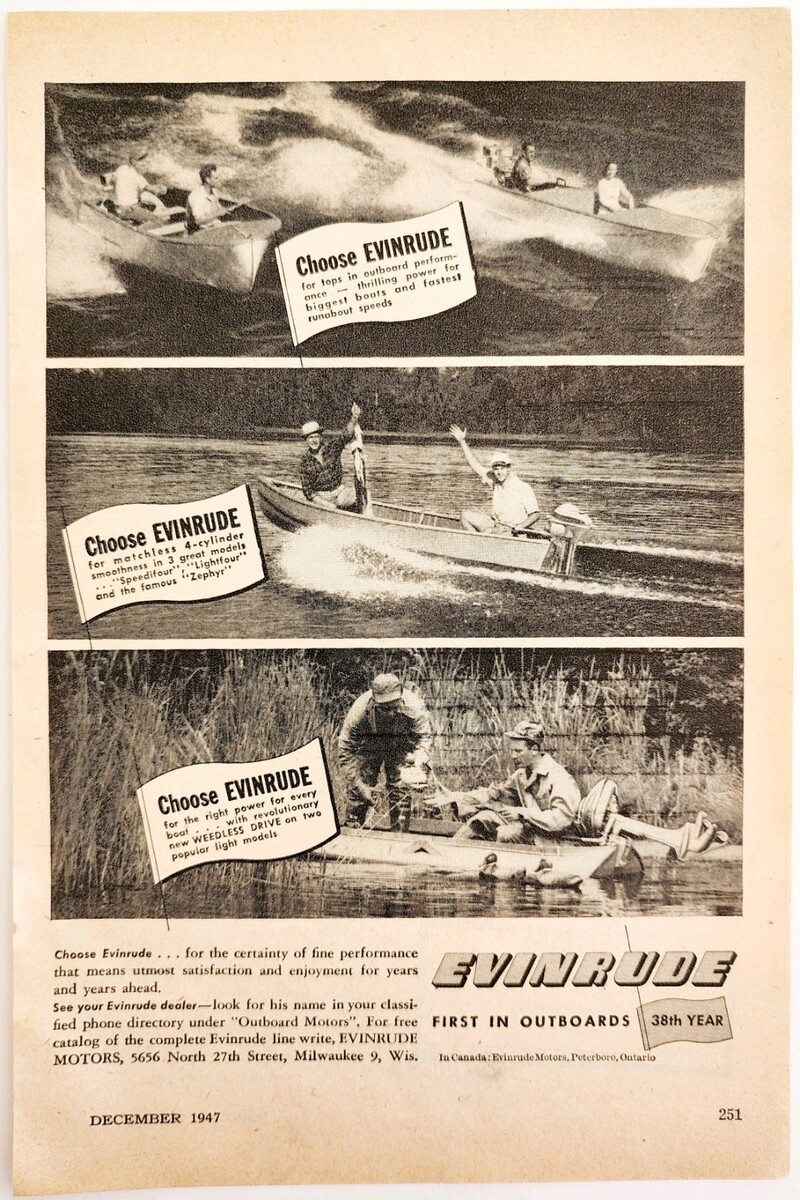 Choose EVINRUDE
for tops in outboard perform-
ance — thrilling power for
biggest boats and fastest
runabout speeds
Choose EVINRUDE
for matchless 4-cylinder
smoothness in 3 great models
. . . "Speedifour", "Lightfour"
and the famous "Zephyr"
Choose EVINRUDE
for the right power for every
boat . . . with revolutionary
new WEEDLESS DRIVE on two
popular light models
Choose Evinrude . . . for the certainty of fine performance
that means utmost satisfaction and enjoyment for years
and years ahead.
See your Evinrude dealer—look for his name in your classi-
fied phone directory under "Outboard Motors". For free
catalog of the complete Evinrude line write, EVINRUDE
MOTORS, 5656 North 27th Street, Milwaukee 9, Wis.
EVINRUDE
FIRST IN OUTBOARDS
38th YEAR
In Canada: Evinrude Motors, Peterboro, Ontario
DECEMBER 1947
251